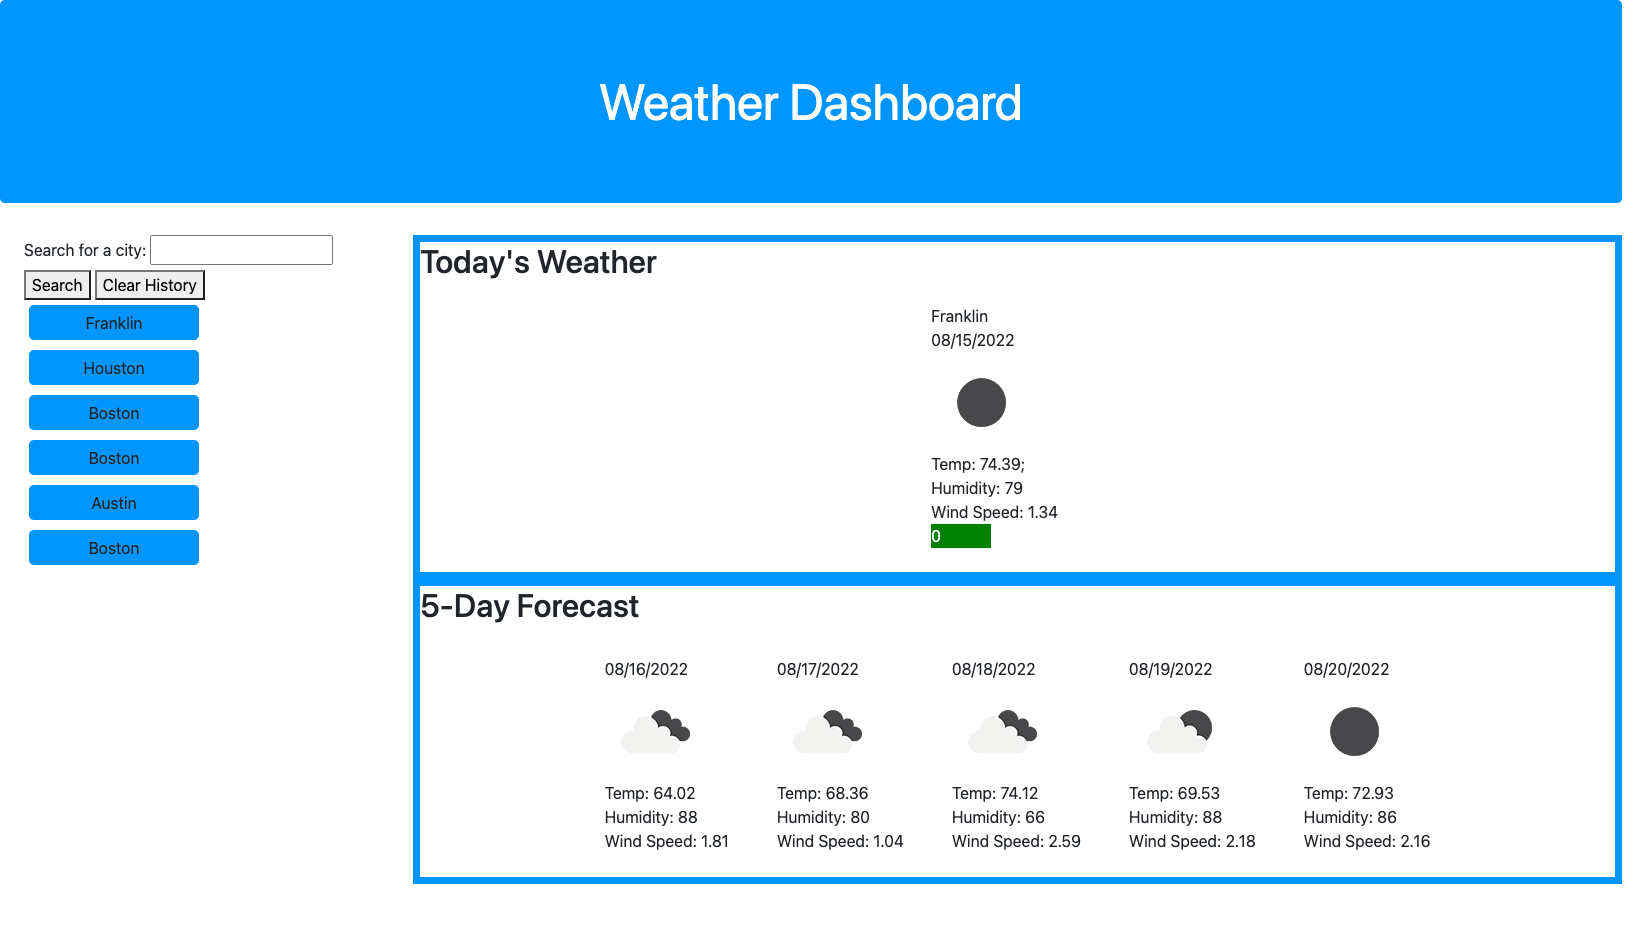 Weather Dashboard
Search for a city:
Search Clear History
Franklin
Houston
Boston
Boston
Austin
Boston
Today's Weather
Franklin
08/15/2022
Temp: 74.39;
Humidity: 79
Wind Speed: 1.34
0
5-Day Forecast
08/16/2022 08/17/2022 08/18/2022 08/19/2022 08/20/2022
Temp: 64.02 Temp: 68.36 Temp: 74.12 Temp: 69.53 Temp: 72.93
Humidity: 88 Humidity: 80 Humidity: 66 Humidity: 88 Humidity: 86
Wind Speed: 1.81 Wind Speed: 1.04 Wind Speed: 2.59 Wind Speed: 2.18 Wind Speed: 2.16